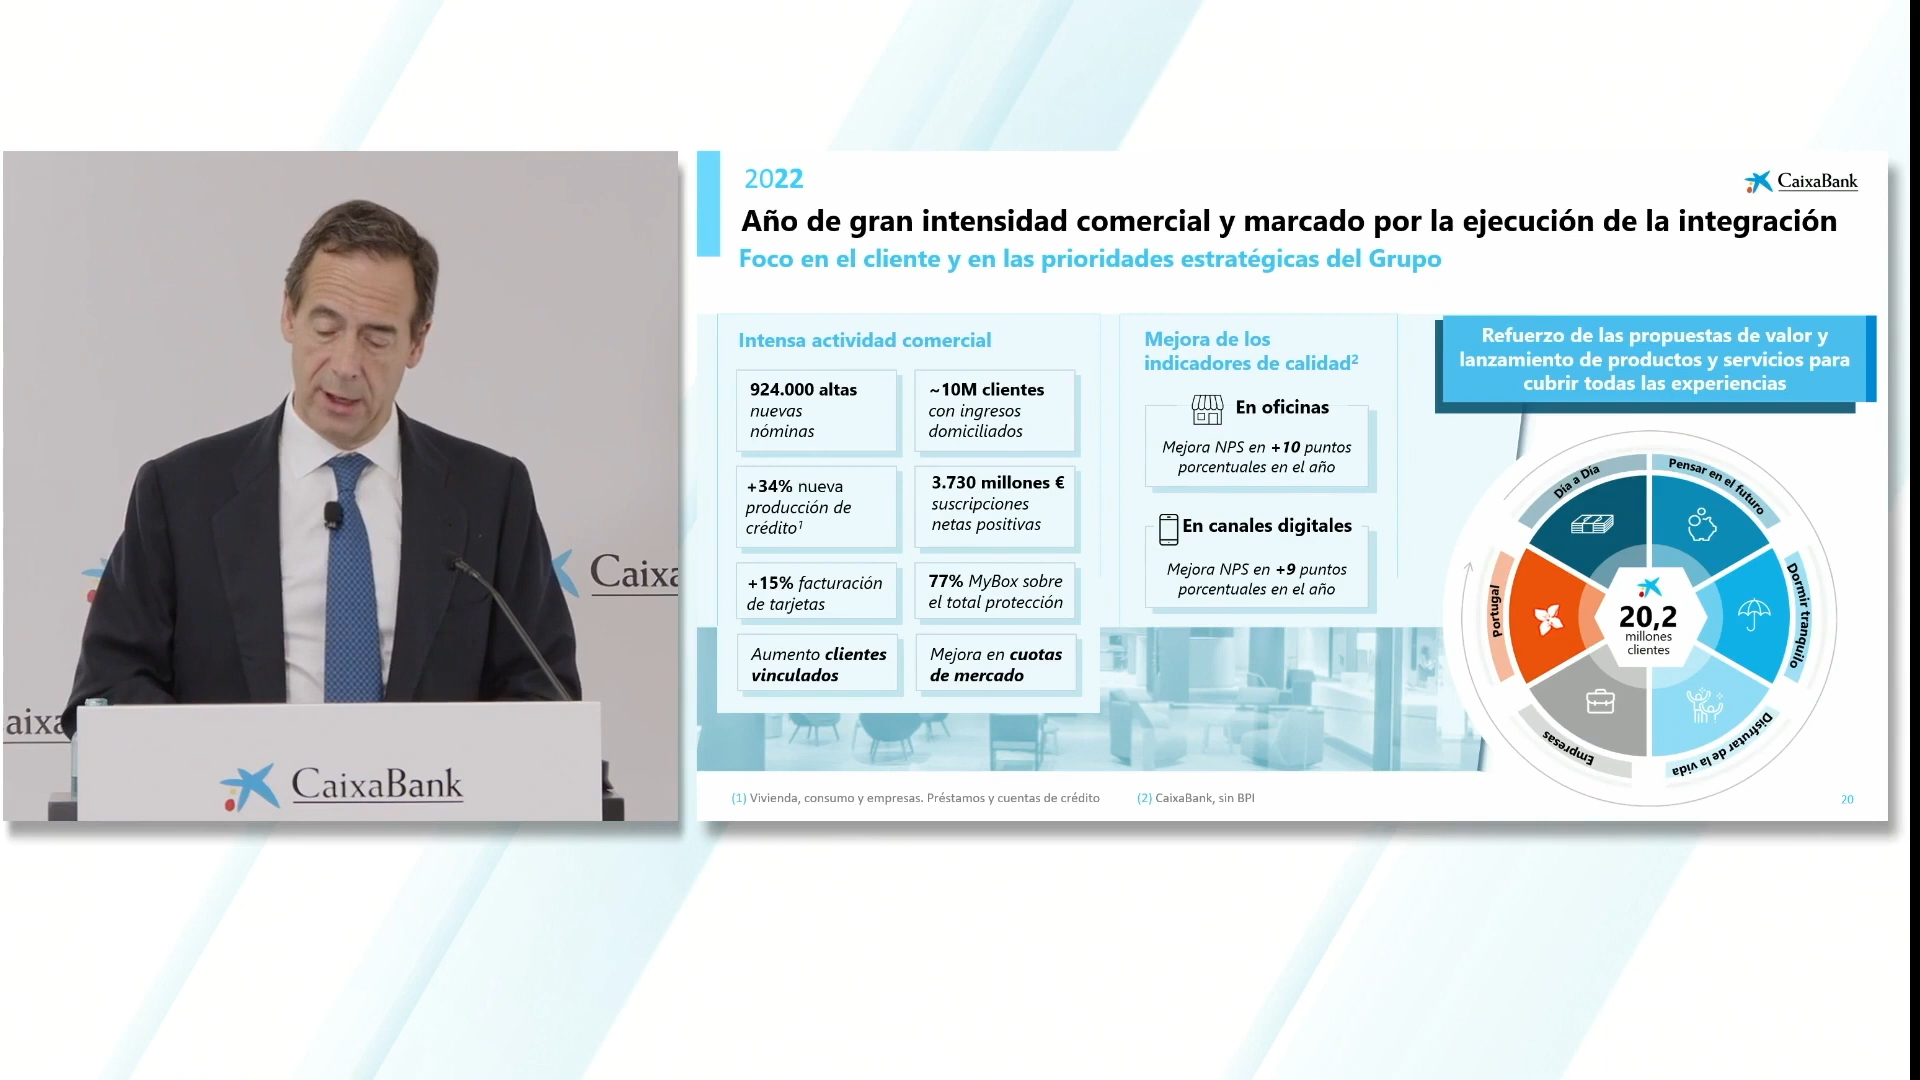 Caixa
aixa
CaixaBank
2022
CaixaBank
Año de gran intensidad comercial y marcado por la ejecución de la integración
Foco en el cliente y en las prioridades estratégicas del Grupo
Intensa actividad comercial
924.000 altas
nuevas
nóminas
~10M clientes
con ingresos
domiciliados
+34% nueva
producción de
crédito¹
3.730 millones €
suscripciones
netas positivas
+15% facturación
de tarjetas
77% MyBox sobre
el total protección
Aumento clientes
vinculados
Mejora en cuotas
de mercado
Mejora de los
indicadores de calidad²
En oficinas
Mejora NPS en +10 puntos
porcentuales en el año
En canales digitales
Mejora NPS en +9 puntos
porcentuales en el año
Refuerzo de las propuestas de valor y
lanzamiento de productos y servicios para
cubrir todas las experiencias
Día a Día
Pensar en el futuro
Dormir tranquilo
Disfrutar de la vida
Empresas
Portugal
20,2
millones
clientes
(1) Vivienda, consumo y empresas. Préstamos y cuentas de crédito
(2) CaixaBank, sin BPI
20